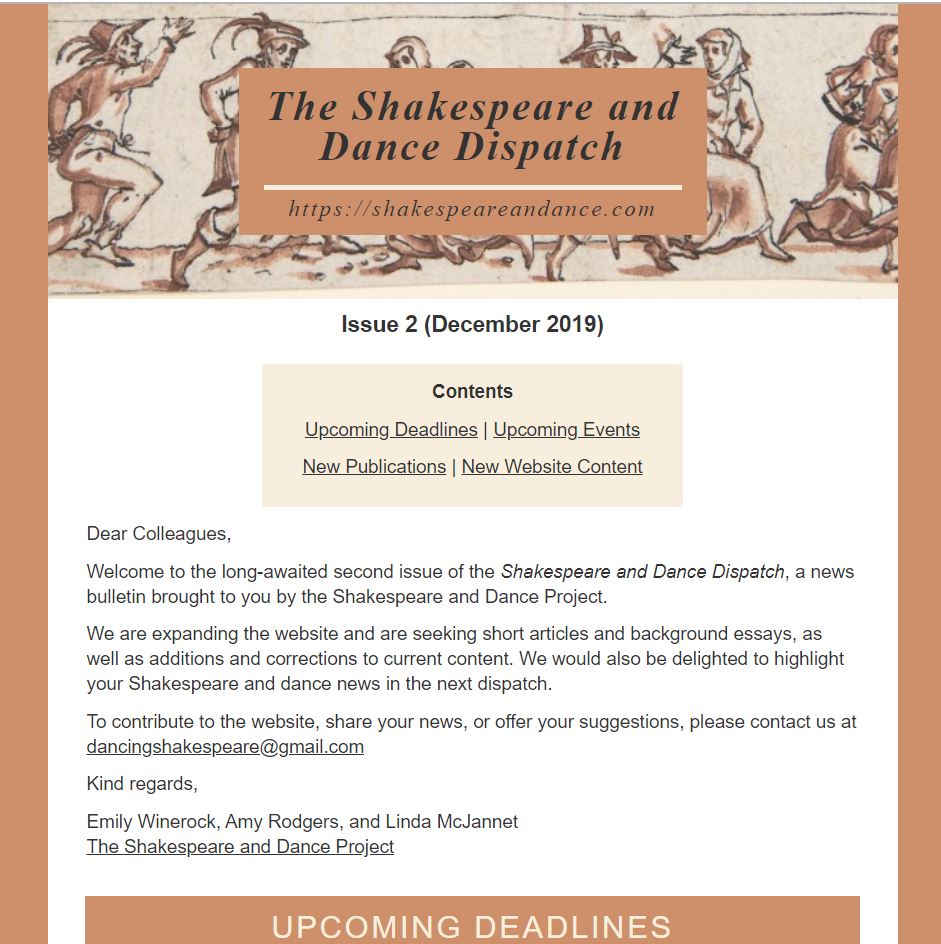 The Shakespeare and
Dance Dispatch
https://shakespeareandance.com
Issue 2 (December 2019)
Contents
Upcoming Deadlines | Upcoming Events
New Publications | New Website Content
Dear Colleagues,
Welcome to the long-awaited second issue of the Shakespeare and Dance Dispatch, a news
bulletin brought to you by the Shakespeare and Dance Project.
We are expanding the website and are seeking short articles and background essays, as
well as additions and corrections to current content. We would also be delighted to highlight
your Shakespeare and dance news in the next dispatch.
To contribute to the website, share your news, or offer your suggestions, please contact us at
dancingshakespeare@gmail.com
Kind regards,
Emily Winerock, Amy Rodgers, and Linda McJannet
The Shakespeare and Dance Project
UPCOMING DEADLINES